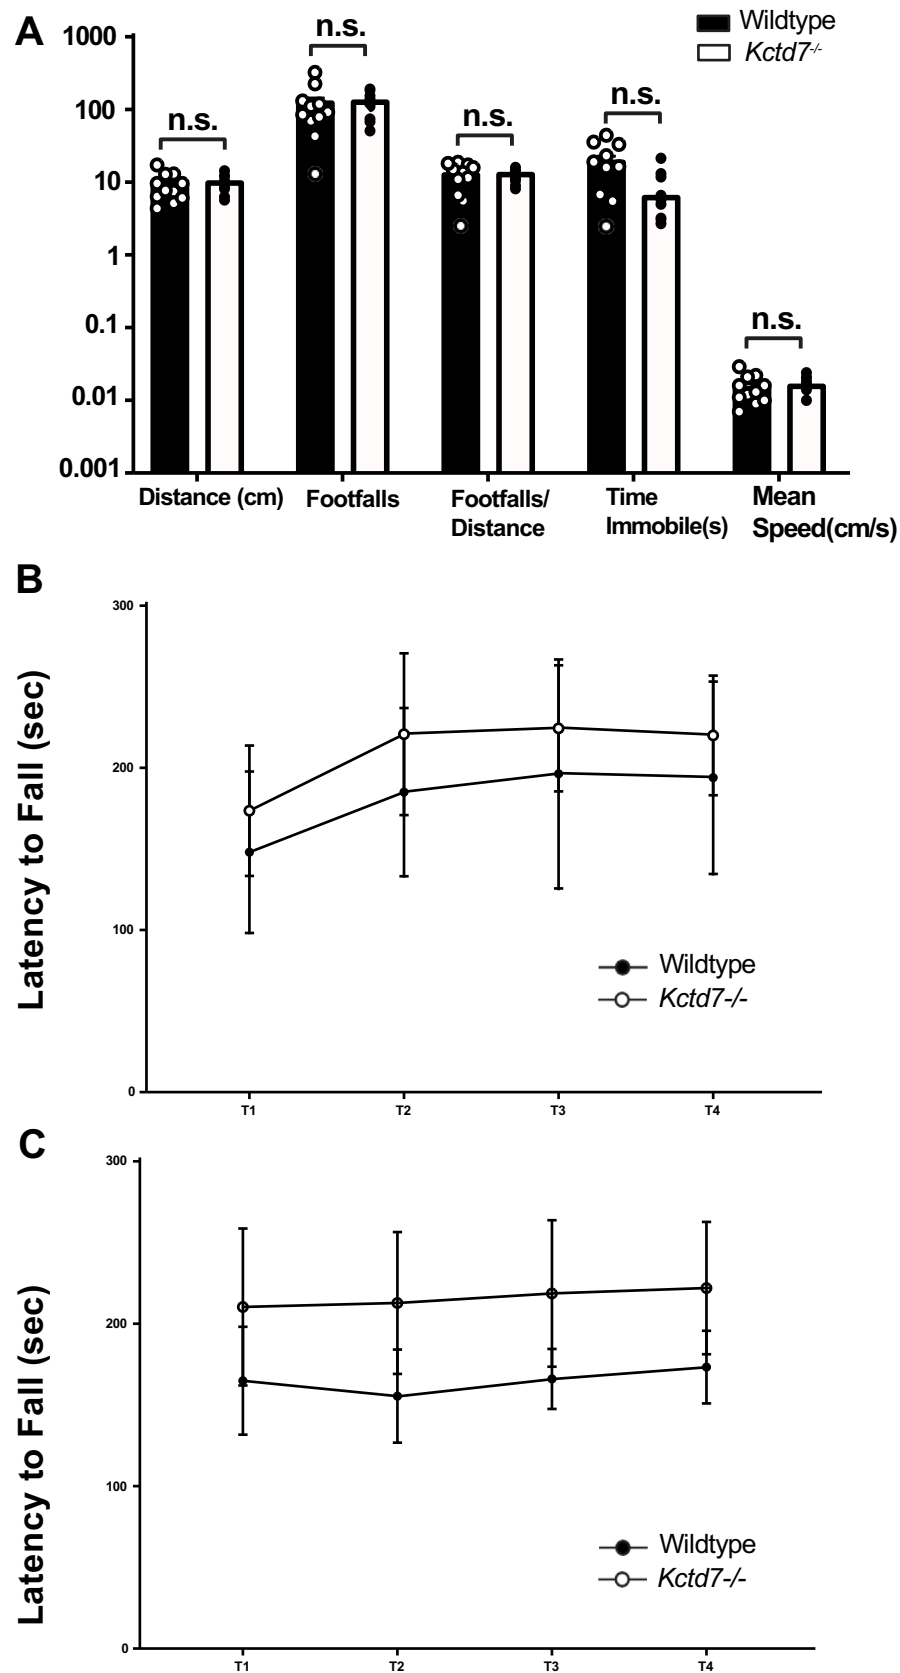 A
Wildtype
Kctd7-/-
1000
100
10
1
0.1
0.01
0.001
n.s.
n.s.
n.s.
n.s.
n.s.
Distance (cm)
Footfalls
Footfalls/
Distance
Time
Immobile(s)
Mean
Speed(cm/s)
B
Latency to Fall (sec)
300
200
100
0
T1
T2
T3
T4
Wildtype
Kctd7-/-
C
Latency to Fall (sec)
300
200
100
0
T1
T2
T3
T4
Wildtype
Kctd7-/-